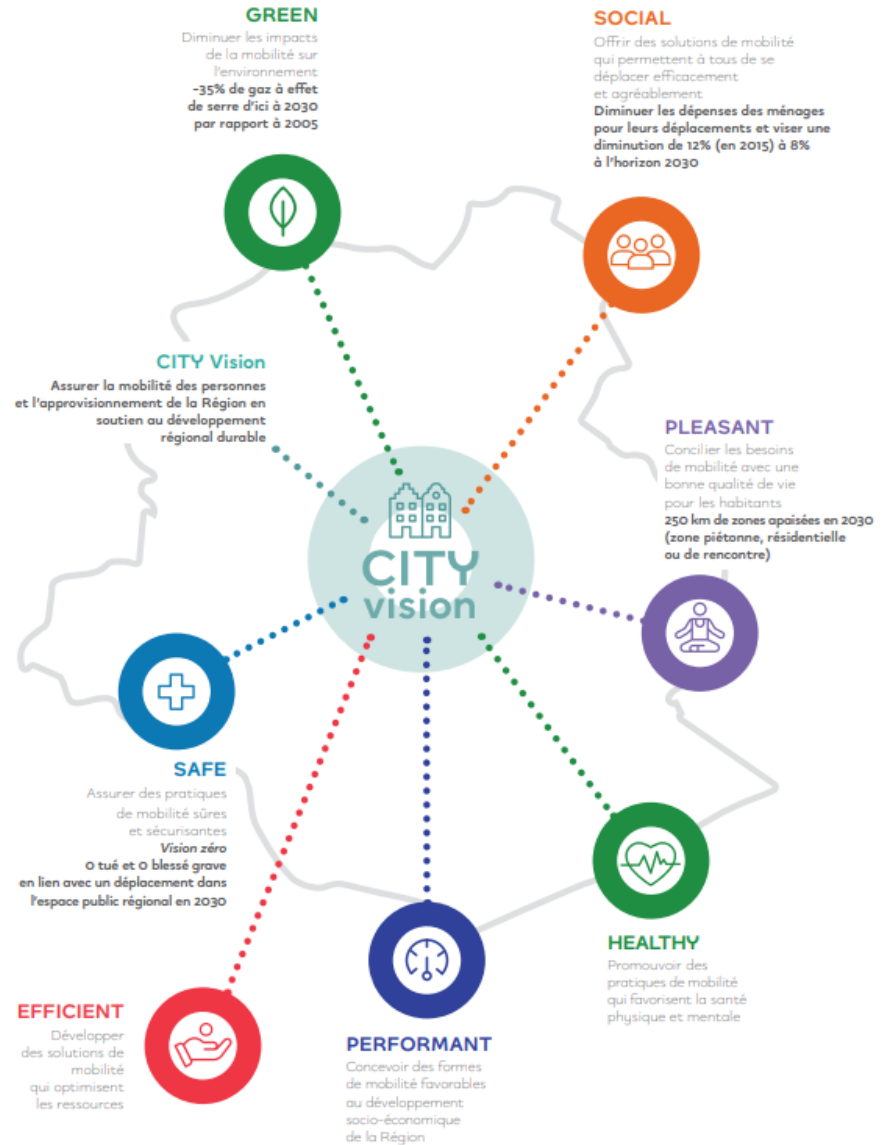 GREEN
Diminuer les impacts
de la mobilité sur
l'environnement
-35% de gaz à effet
de serre d'ici à 2030
par rapport à 2005
SOCIAL
Offrir des solutions de mobilité
qui permettent à tous de se
déplacer efficacement
et agréablement
Diminuer les dépenses des ménages
pour leurs déplacements et viser une
diminution de 12% (en 2015) à 8%
à l'horizon 2030
CITY Vision
Assurer la mobilité des personnes
et l'approvisionnement de la Région en
soutien au développement
régional durable
PLEASANT
Concilier les besoins
de mobilité avec une
bonne qualité de vie
pour les habitants
250 km de zones apaisées en 2030
(zone piétonne, résidentielle
ou de rencontre)
CITY
vision
SAFE
Assurer des pratiques
de mobilité sûres
et sécurisantes
Vision zéro
0 tué et 0 blessé grave
en lien avec un déplacement dans
l'espace public régional en 2030
HEALTHY
Promouvoir des
pratiques de mobilité
qui favorisent la santé
physique et mentale
EFFICIENT
Développer
des solutions de
mobilité
qui optimisent
les ressources
PERFORMANT
Concevoir des formes
de mobilité favorables
au développement
socio-économique
de la Région